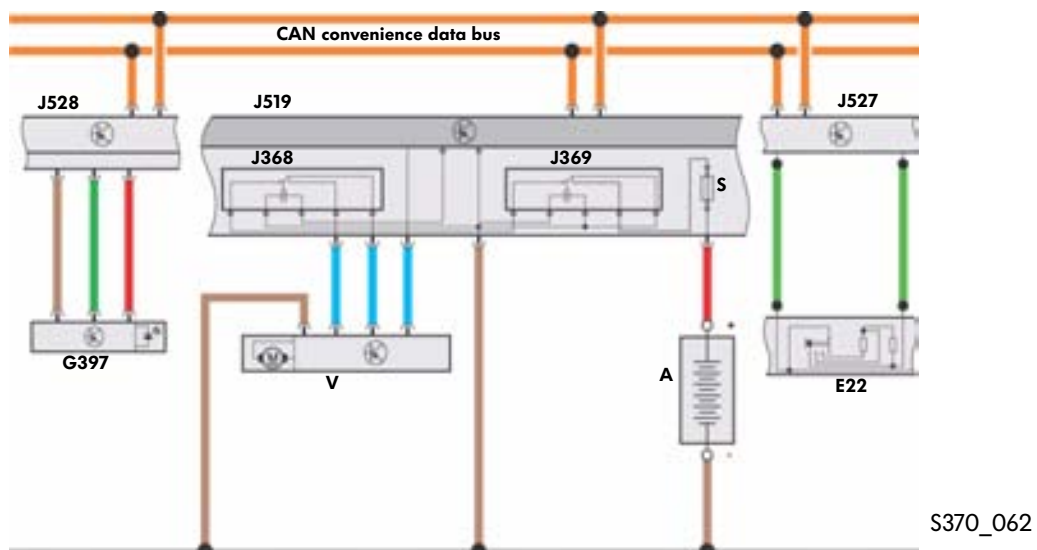 CAN convenience data bus
J528
J519
J527
J368
J369
S
G397
M
V
A
+
-
E22
S370_062